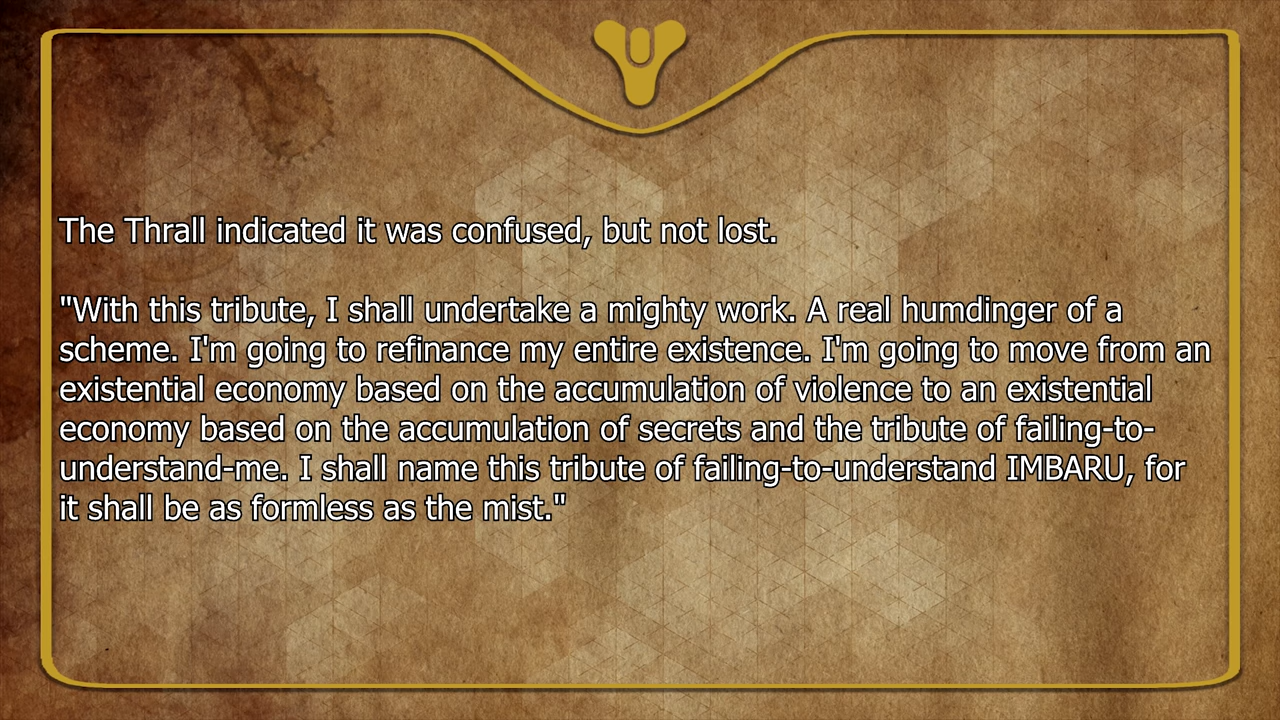 The Thrall indicated it was confused, but not lost.
"With this tribute, I shall undertake a mighty work. A real humdinger of a
scheme. I'm going to refinance my entire existence. I'm going to move from an
existential economy based on the accumulation of violence to an existential
economy based on the accumulation of secrets and the tribute of failing-to-
understand-me. I shall name this tribute of failing-to-understand IMBARU, for
it shall be as formless as the mist."